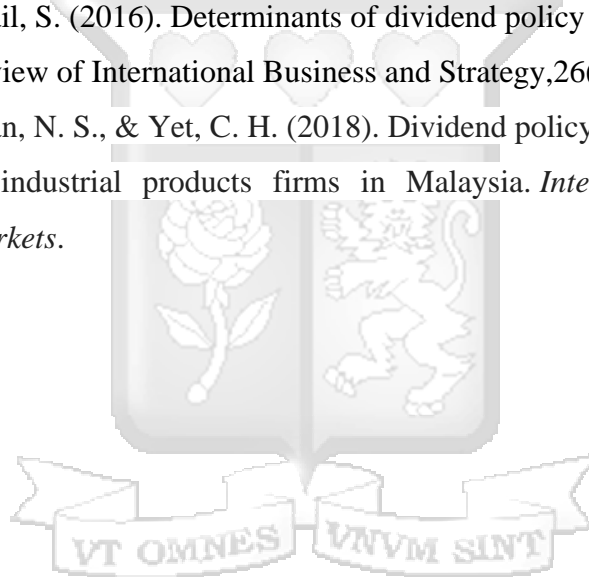 il, S. (2016). Determinants of dividend policy
view of International Business and Strategy,26(
n, N. S., & Yet, C. H. (2018). Dividend policy
industrial products firms in Malaysia. Inte
rkets.
VT OMNES VNVM SINT